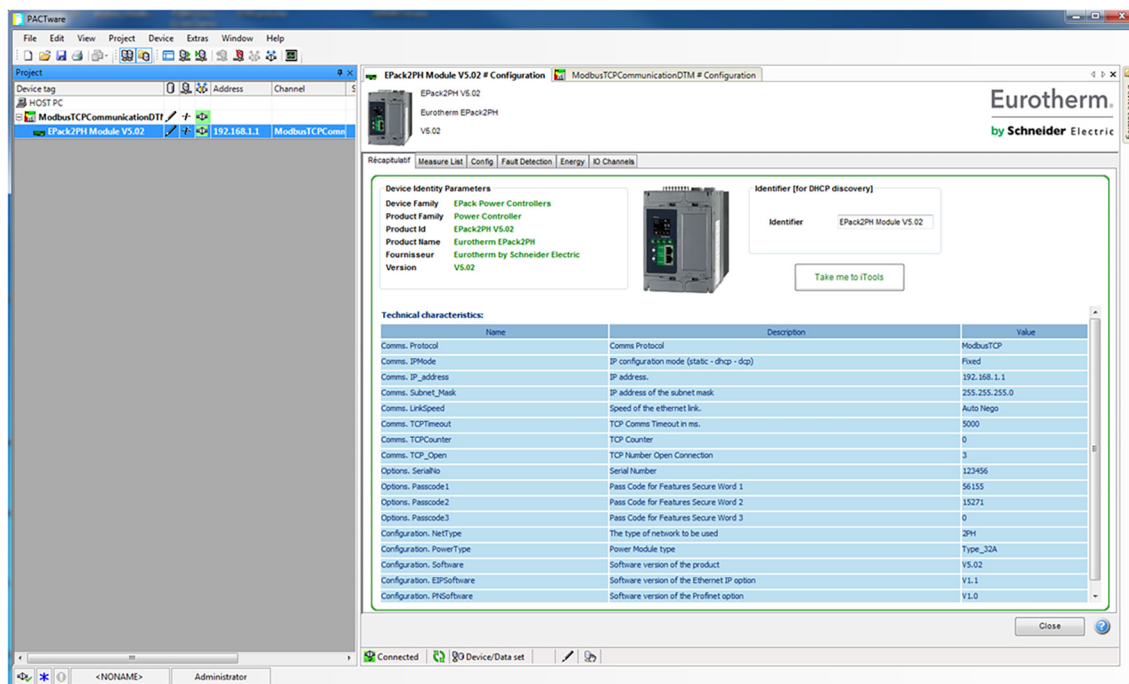 PACTware
File Edit View Project Device Extras Window Help
Project
Device tag Address Channel S
HOST PC
ModbusTCPCommunicationDTM
EPack2PH Module V5.02 192.168.1.1 ModbusTCPComm
EPack2PH Module V5.02 # Configuration ModbusTCPCommunicationDTM # Configuration
EPack2PH V5.02
Eurotherm EPack2PH
V5.02
Eurotherm.
by Schneider Electric
Récapitulatif Measure List Config Fault Detection Energy IO Channels
Device Identity Parameters
Device Family EPack Power Controllers
Product Family Power Controller
Product Id EPack2PH V5.02
Product Name Eurotherm EPack2PH
Fournisseur Eurotherm by Schneider Electric
Version V5.02
Identifier [for DHCP discovery]
Identifier EPack2PH Module V5.02
Take me to iTools
Technical characteristics:
Name Description Value
Comms. Protocol Comms Protocol ModbusTCP
Comms. IPMode IP configuration mode (static - dhcp - dcp) Fixed
Comms. IP_address IP address. 192.168.1.1
Comms. Subnet_Mask IP address of the subnet mask 255.255.255.0
Comms. LinkSpeed Speed of the ethernet link. Auto Nego
Comms. TCPTimeout TCP Comms Timeout in ms. 5000
Comms. TCPCounter TCP Counter 0
Comms. TCP_Open TCP Number Open Connection 3
Options. SerialNo Serial Number 123456
Options. Passcode1 Pass Code for Features Secure Word 1 56155
Options. Passcode2 Pass Code for Features Secure Word 2 15271
Options. Passcode3 Pass Code for Features Secure Word 3 0
Configuration. NetType The type of network to be used 2PH
Configuration. PowerType Power Module type Type_32A
Configuration. Software Software version of the product V5.02
Configuration. EIPSoftware Software version of the Ethernet IP option V1.1
Configuration. PNSoftware Software version of the Profinet option V1.0
Close
Connected Device/Data set
<NONAME> Administrator